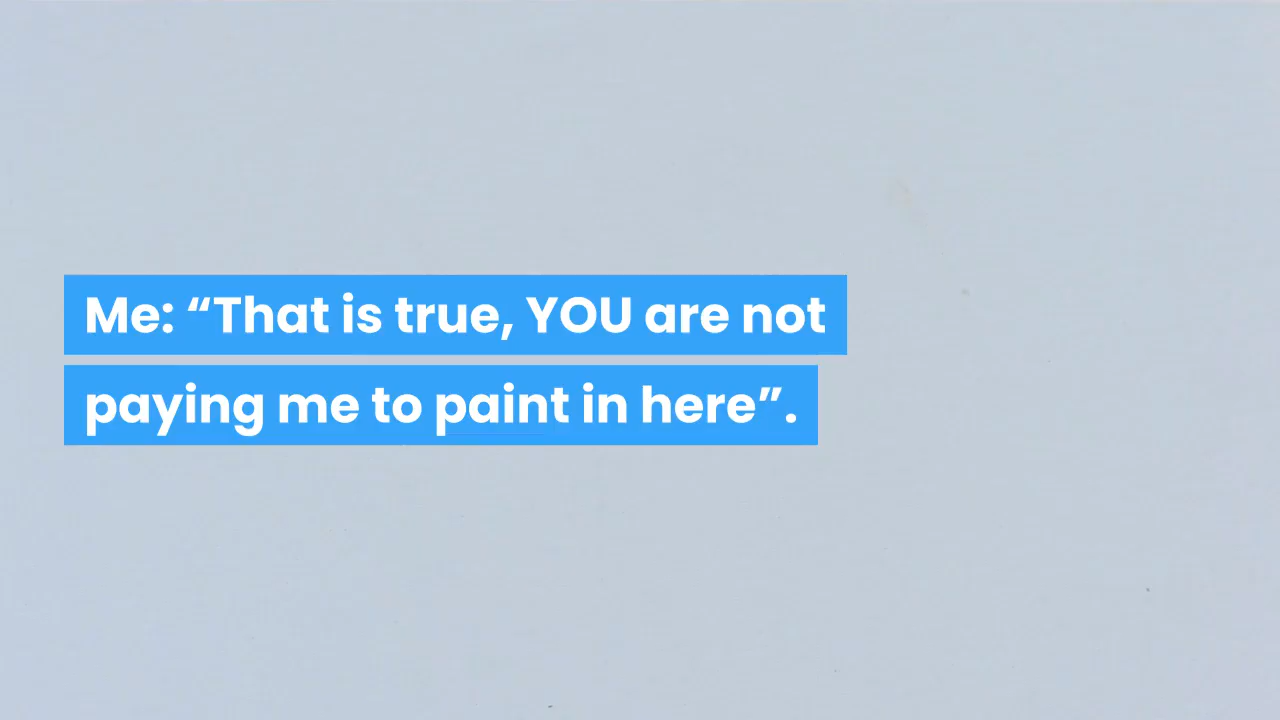 Me: “That is true, YOU are not
paying me to paint in here”.